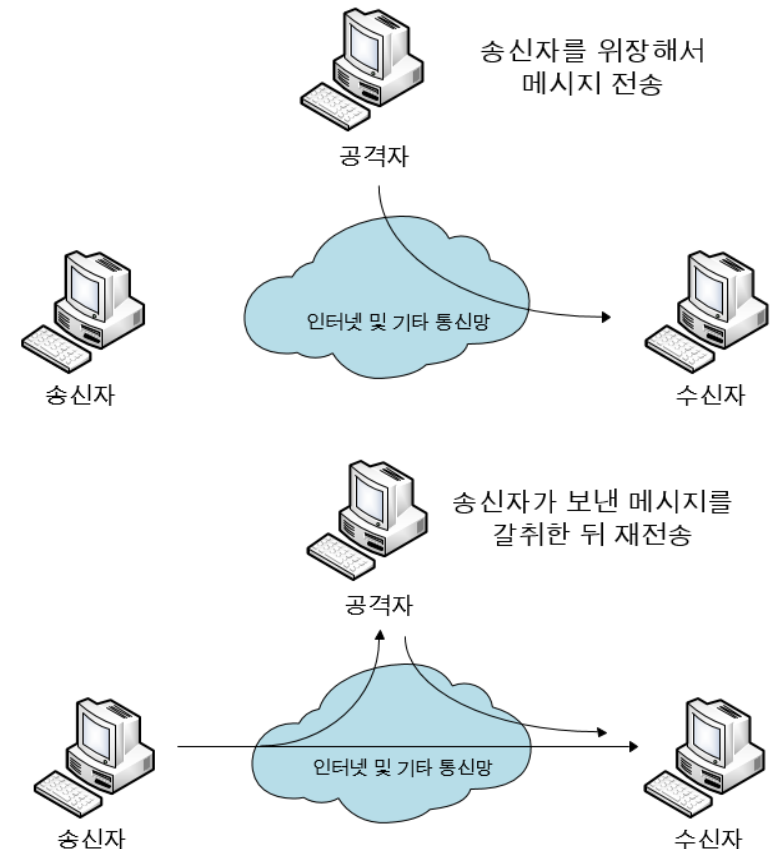 송신자를 위장해서
메시지 전송
공격자
인터넷 및 기타 통신망
송신자
수신자
송신자가 보낸 메시지를
갈취한 뒤 재전송
공격자
인터넷 및 기타 통신망
송신자
수신자